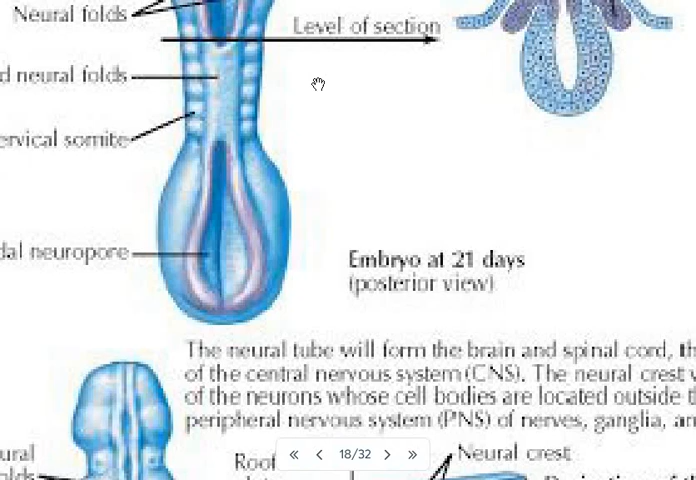 Neural folds
Level of section
d neural folds
ervical somite
dal neuropore
Embryo at 21 days
(posterior view)
The neural tube will form the brain and spinal cord, th
of the central nervous system (CNS). The neural crest v
of the neurons whose cell bodies are located outside t
peripheral nervous system (PNS) of nerves, ganglia, an
ural
olds
Roof
18/32
Neural crest